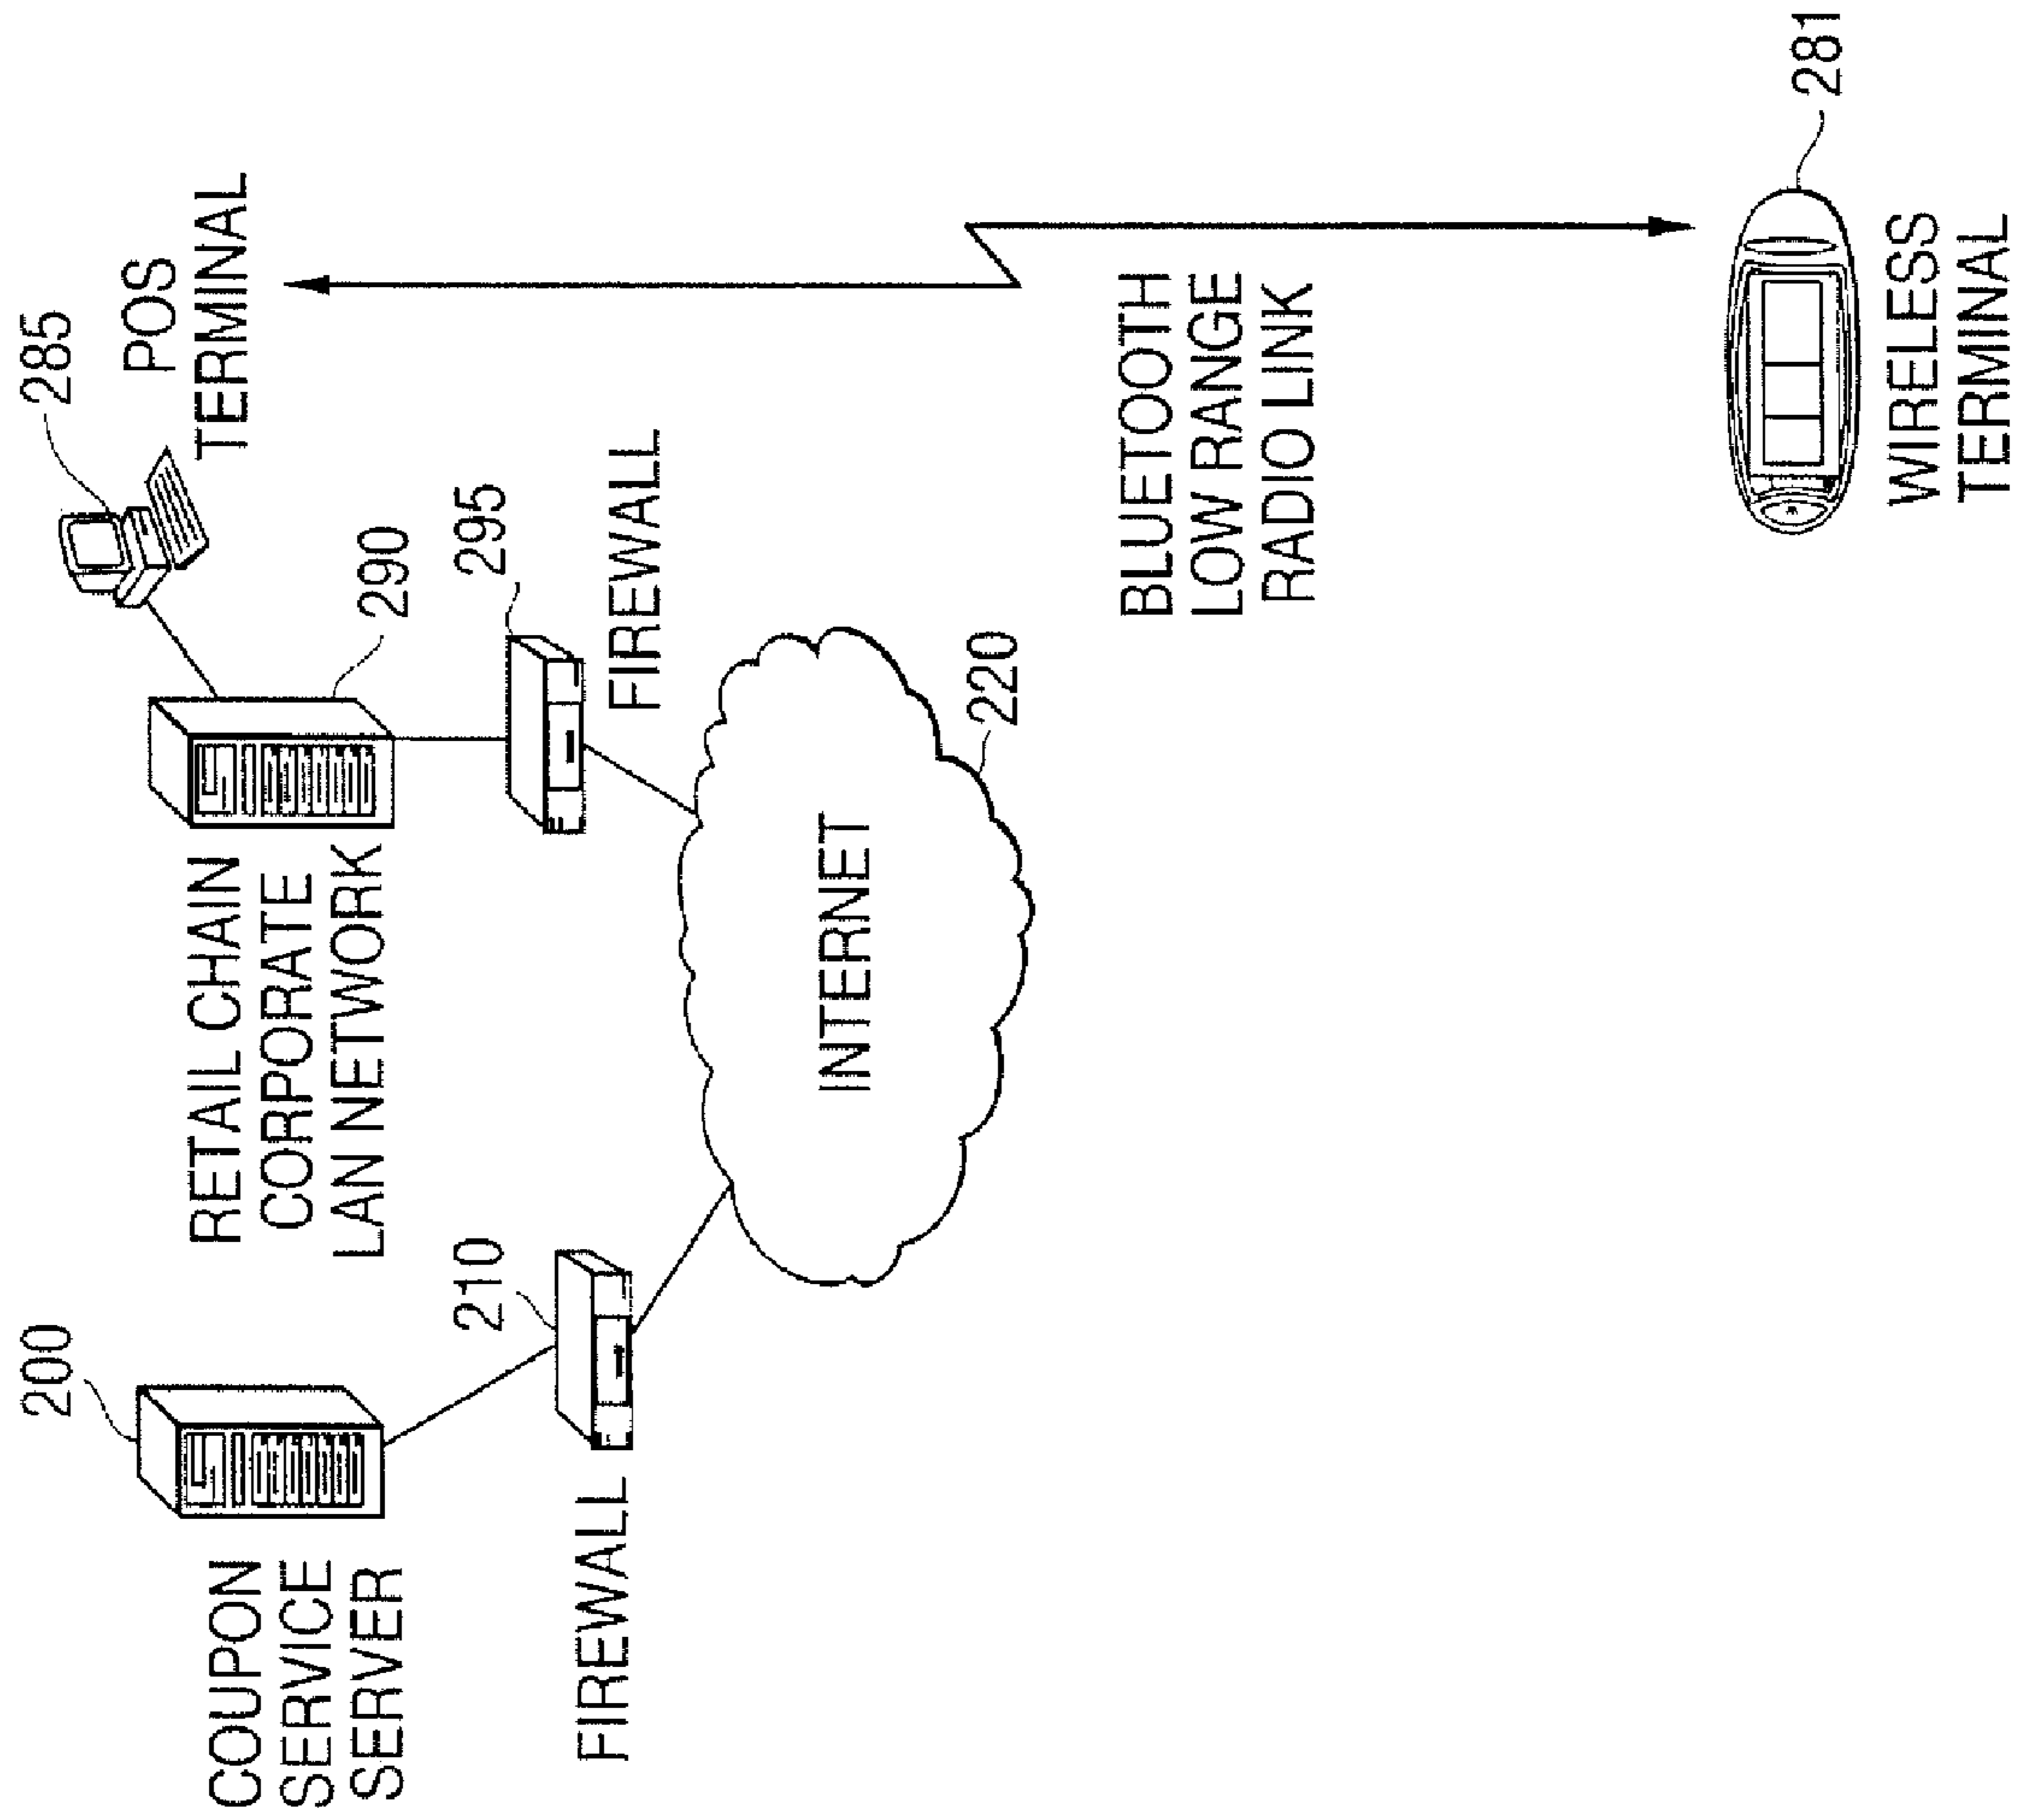 200
COUPON
SERVICE
SERVER
210
FIREWALL
RETAIL CHAIN
CORPORATE
LAN NETWORK
290
285
POS
TERMINAL
295
FIREWALL
INTERNET
220
BLUETOOTH
LOW RANGE
RADIO LINK
281
WIRELESS
TERMINAL